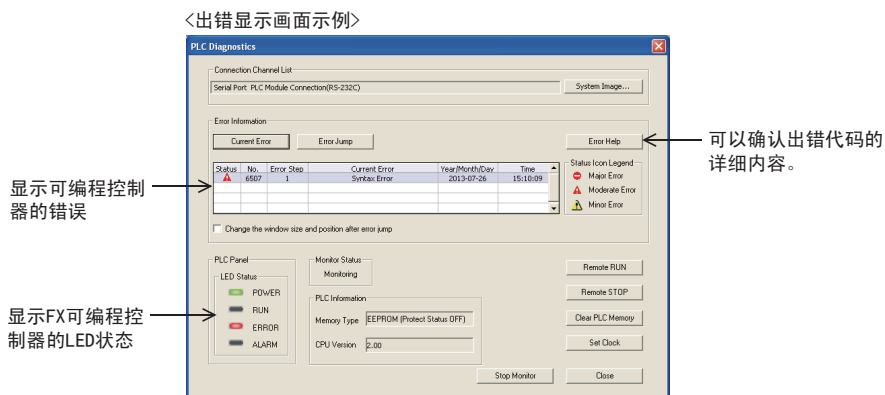 <出错显示画面示例>
PLC Diagnostics
Connection Channel List
Serial Port PLC Module Connection(RS-232C)
System Image...
Error Information
Current Error
Error Jump
Error Help
可以确认出错代码的
详细内容。
Status No. Error Step Current Error Year/Month/Day Time
6507 1 Syntax Error 2013-07-26 15:10:09
Status Icon Legend
Major Error
Moderate Error
Minor Error
显示可编程控制
器的错误
Change the window size and position after error jump
PLC Panel
LED Status
POWER
RUN
ERROR
ALARM
显示FX可编程控
制器的LED状态
Monitor Status
Monitoring
PLC Information
Memory Type EEPROM (Protect Status OFF)
CPU Version 2.00
Remote RUN
Remote STOP
Clear PLC Memory
Set Clock
Stop Monitor
Close